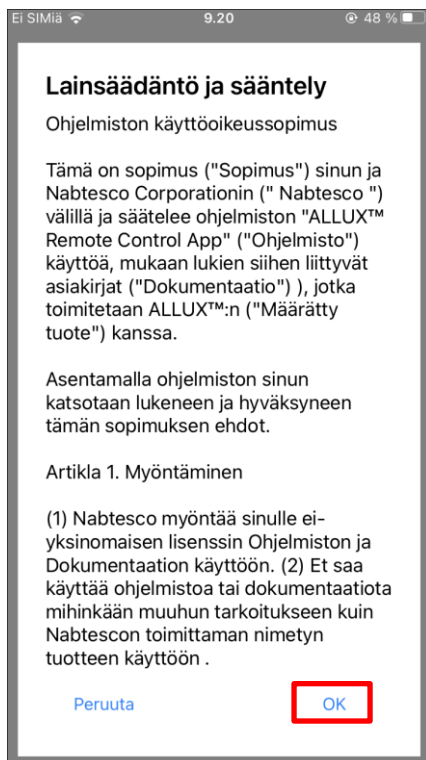 Ei SIMiä 9.20 48 %
Lainsäädäntö ja sääntely
Ohjelmiston käyttöoikeussopimus
Tämä on sopimus ("Sopimus") sinun ja
Nabtesco Corporationin (" Nabtesco ")
välillä ja säätelee ohjelmiston "ALLUX™
Remote Control App" ("Ohjelmisto")
käyttöä, mukaan lukien siihen liittyvät
asiakirjat ("Dokumentaatio") ), jotka
toimitetaan ALLUX™:n ("Määrätty
tuote") kanssa.
Asentamalla ohjelmiston sinun
katsotaan lukeneen ja hyväksyneen
tämän sopimuksen ehdot.
Artikla 1. Myöntäminen
(1) Nabtesco myöntää sinulle ei-
yksinomaisen lisenssin Ohjelmiston ja
Dokumentaation käyttöön. (2) Et saa
käyttää ohjelmistoa tai dokumentaatiota
mihinkään muuhun tarkoitukseen kuin
Nabtescon toimittaman nimetyn
tuotteen käyttöön .
Peruuta OK